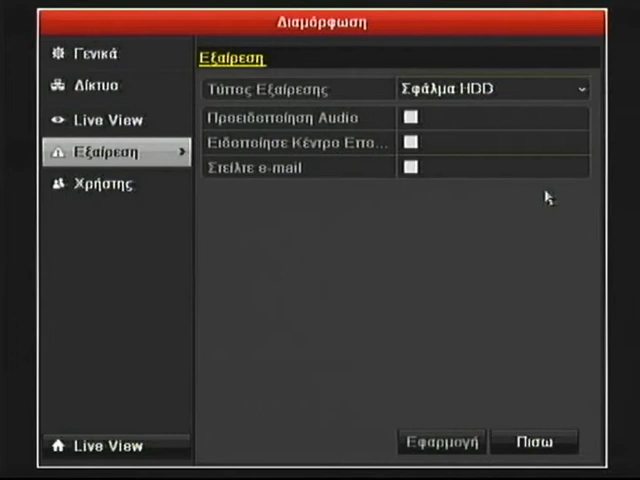 Διαμόρφωση
Γενικά
Δίκτυο
Live View
Εξαίρεση
Χρήστης
Live View
Εξαίρεση
Τύπος Εξαίρεσης Σφάλμα HDD
Προειδοποίηση Audio
Ειδοποίησε Κέντρο Επο...
Στείλτε e-mail
Εφαρμογή Πισω